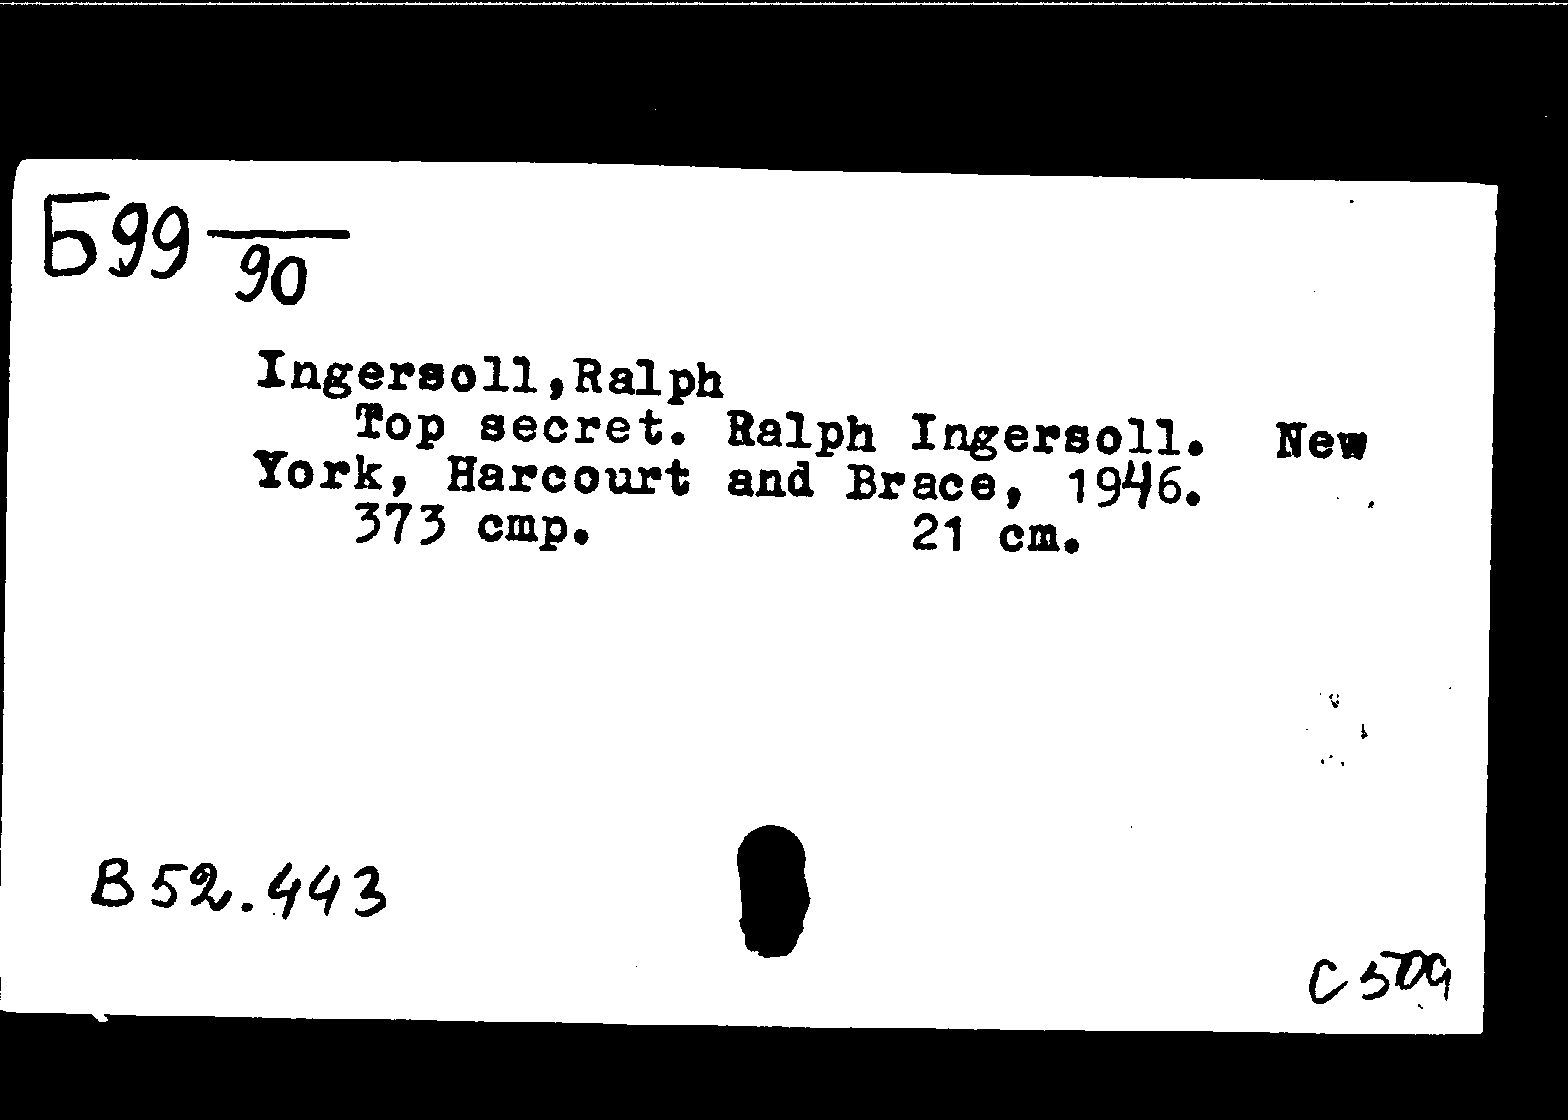 Б99
90
Ingersoll,Ralph
Top secret. Ralph Ingersoll. New
York, Harcourt and Brace, 1946.
373 cmp. 21 cm.
B 52.443
C 509